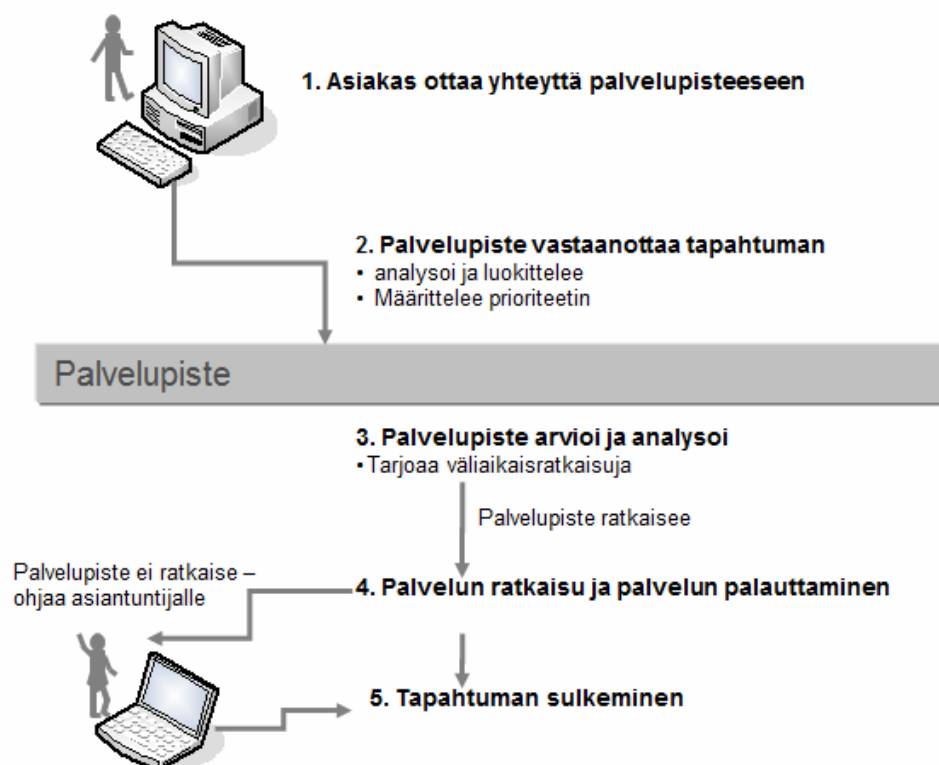 1. Asiakas ottaa yhteyttä palvelupisteeseen
2. Palvelupiste vastaanottaa tapahtuman
• analysoi ja luokittelee
• Määrittelee prioriteetin
Palvelupiste
3. Palvelupiste arvioi ja analysoi
• Tarjoaa väliaikaisratkaisuja
Palvelupiste ratkaisee
Palvelupiste ei ratkaise –
ohjaa asiantuntijalle
4. Palvelun ratkaisu ja palvelun palauttaminen
5. Tapahtuman sulkeminen